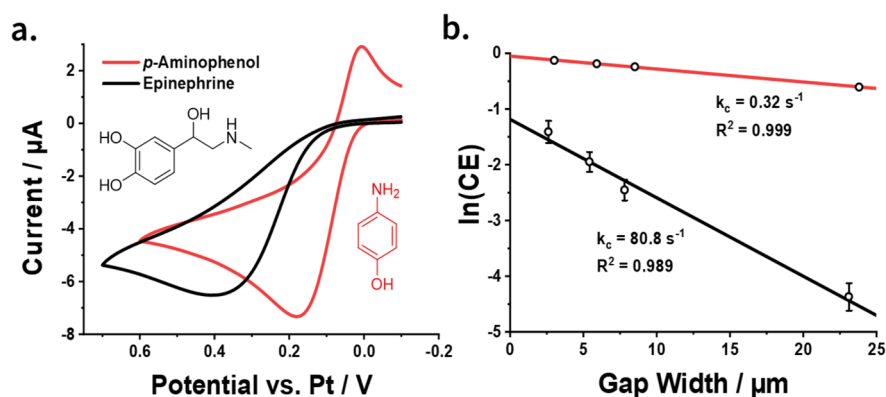 a.
p-Aminophenol
Epinephrine
OH
H
N
HO
HO
NH₂
OH
2
0
-2
-4
-6
-8
Current / µA
0.6 0.4 0.2 0.0 -0.2
Potential vs. Pt / V
b.
0
-1
-2
-3
-4
-5
ln(CE)
k꜀ = 0.32 s⁻¹
R² = 0.999
k꜀ = 80.8 s⁻¹
R² = 0.989
0 5 10 15 20 25
Gap Width / µm